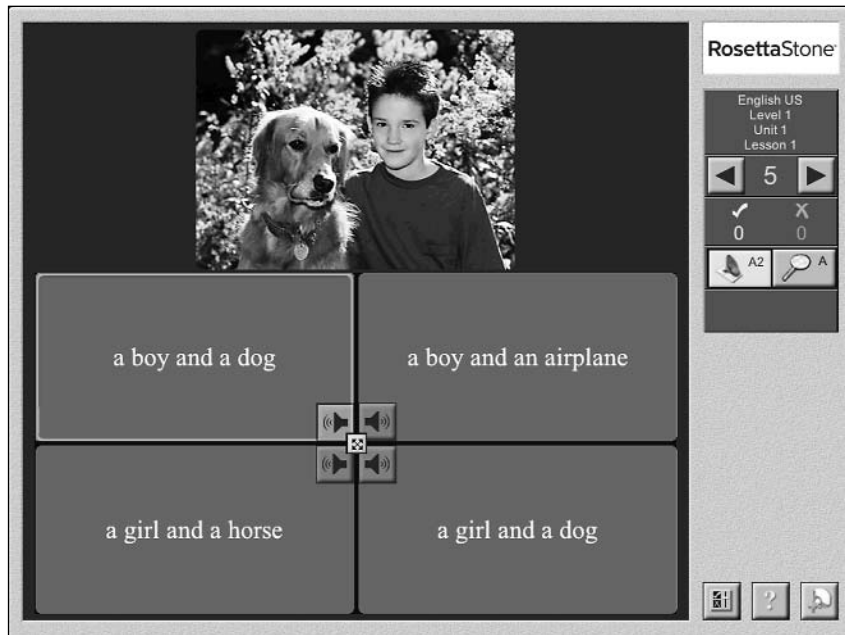 RosettaStone
English US
Level 1
Unit 1
Lesson 1
5
0 0
A2 A
a boy and a dog
a boy and an airplane
a girl and a horse
a girl and a dog
?